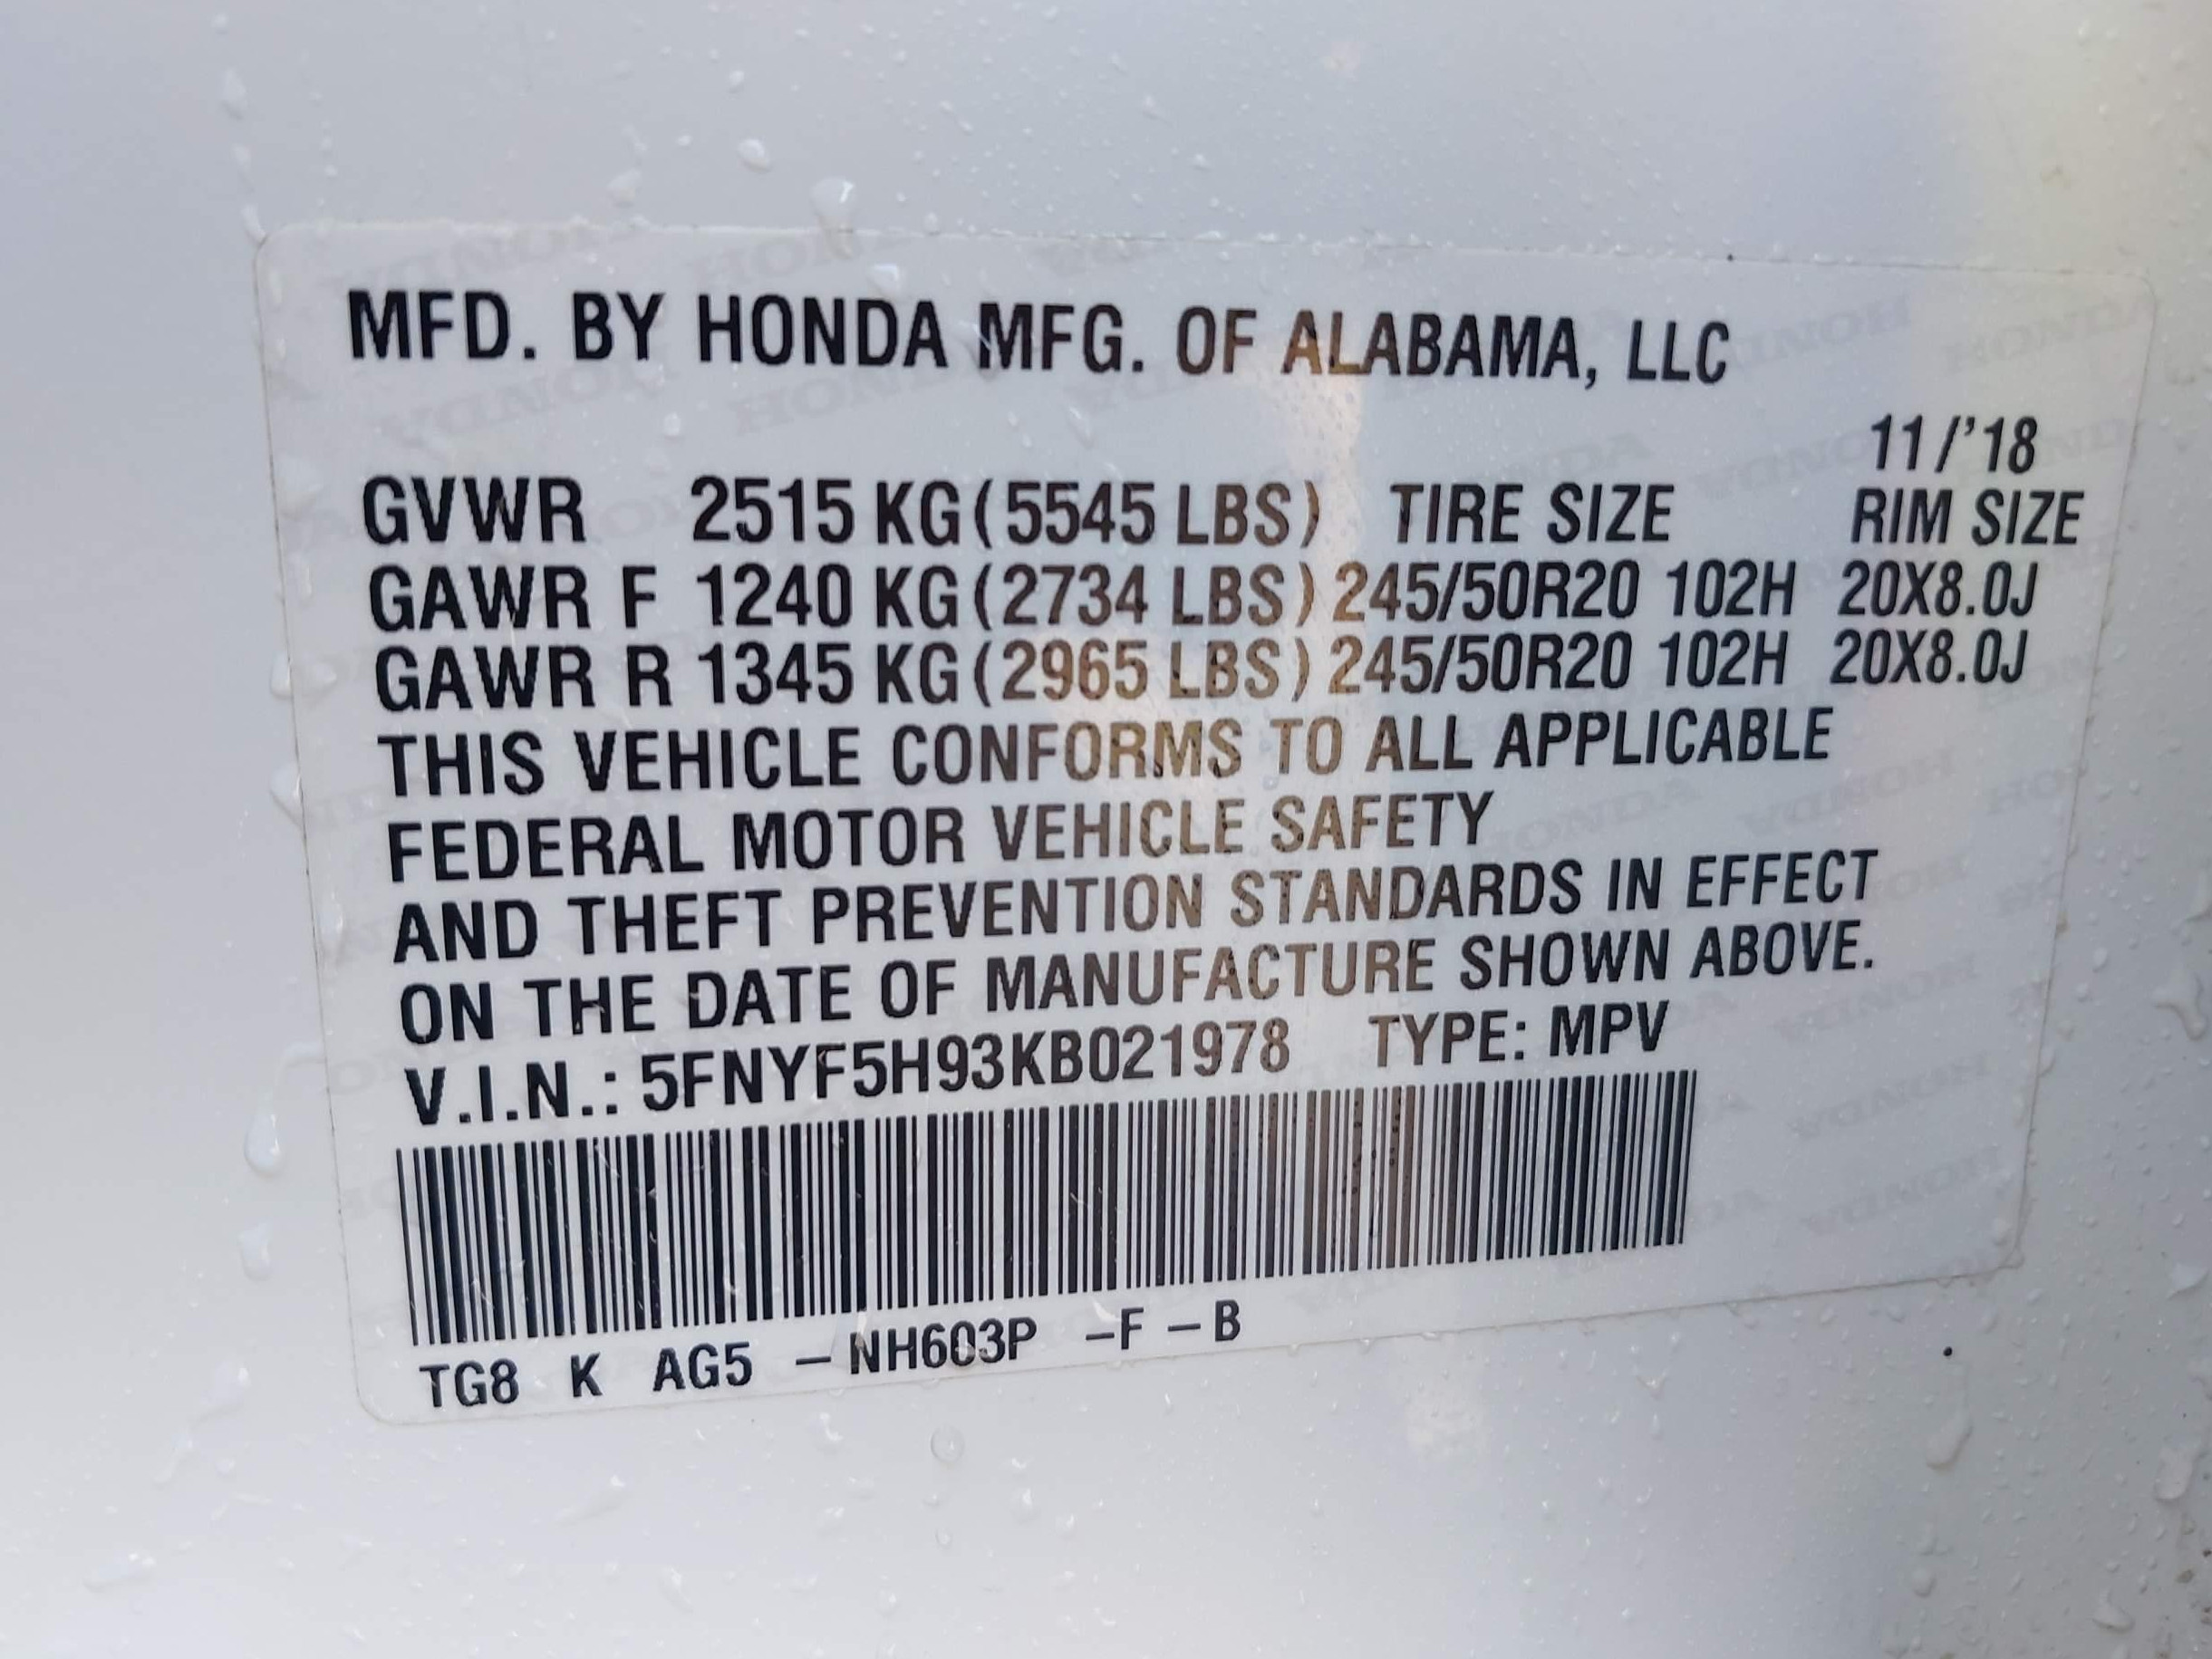 MFD. BY HONDA MFG. OF ALABAMA, LLC
11/'18
GVWR 2515 KG (5545 LBS) TIRE SIZE RIM SIZE
GAWR F 1240 KG (2734 LBS) 245/50R20 102H 20X8.0J
GAWR R 1345 KG (2965 LBS) 245/50R20 102H 20X8.0J
THIS VEHICLE CONFORMS TO ALL APPLICABLE
FEDERAL MOTOR VEHICLE SAFETY
AND THEFT PREVENTION STANDARDS IN EFFECT
ON THE DATE OF MANUFACTURE SHOWN ABOVE.
V.I.N.: 5FNYF5H93KB021978 TYPE: MPV
TG8 K AG5 – NH603P –F – B